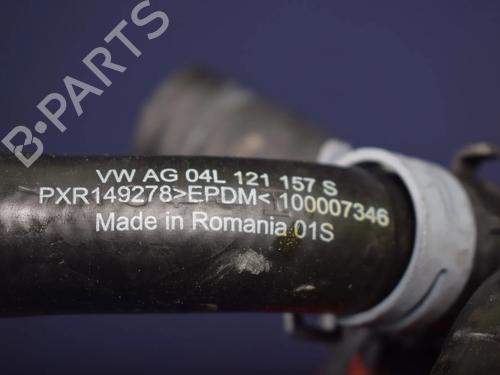 B-PARTS
VW AG 04L 121 157 S
PXR149278>EPDM< 100007346
Made in Romania 01S